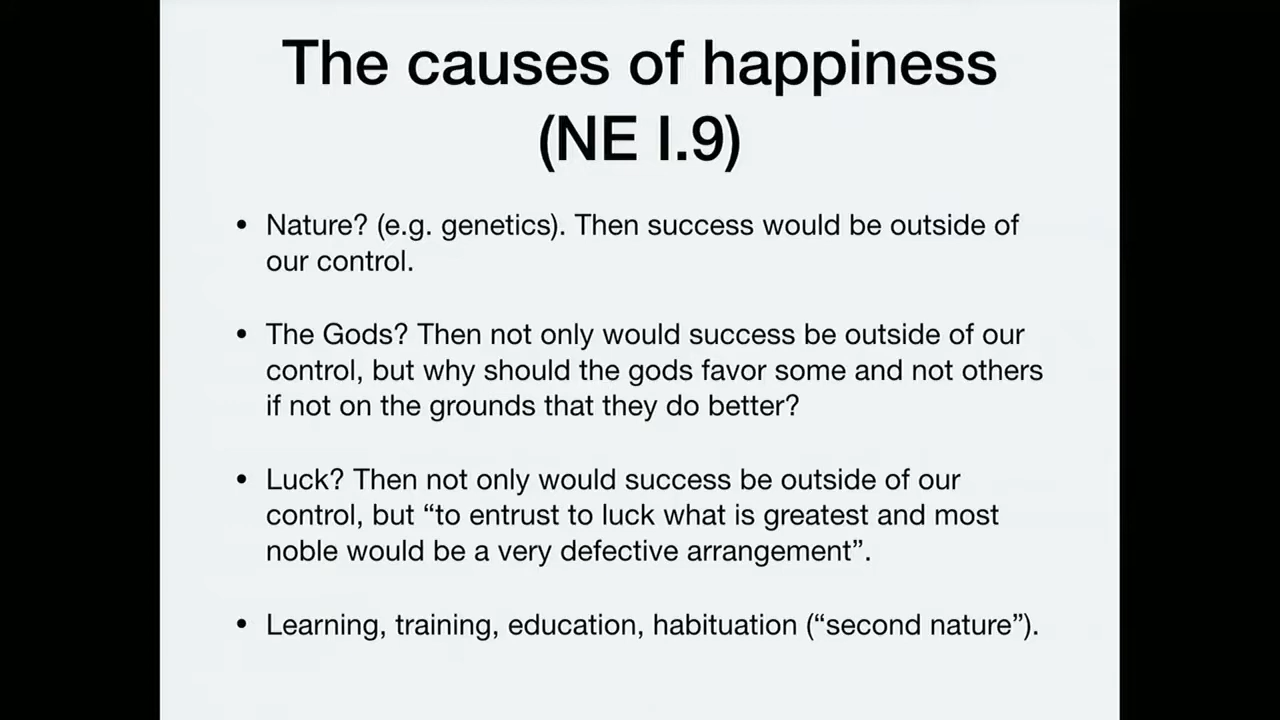 The causes of happiness
(NE I.9)
• Nature? (e.g. genetics). Then success would be outside of
our control.
• The Gods? Then not only would success be outside of our
control, but why should the gods favor some and not others
if not on the grounds that they do better?
• Luck? Then not only would success be outside of our
control, but “to entrust to luck what is greatest and most
noble would be a very defective arrangement”.
• Learning, training, education, habituation (“second nature”).